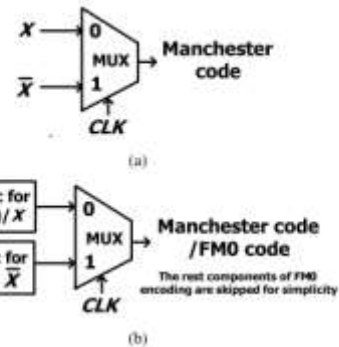 X 0
MUX
Manchester
code
X̅ 1
CLK
(a)
c for
)/X
0
MUX
Manchester code
/FM0 code
c for
X̅
1
The rest components of FM0
encoding are skipped for simplicity
CLK
(b)